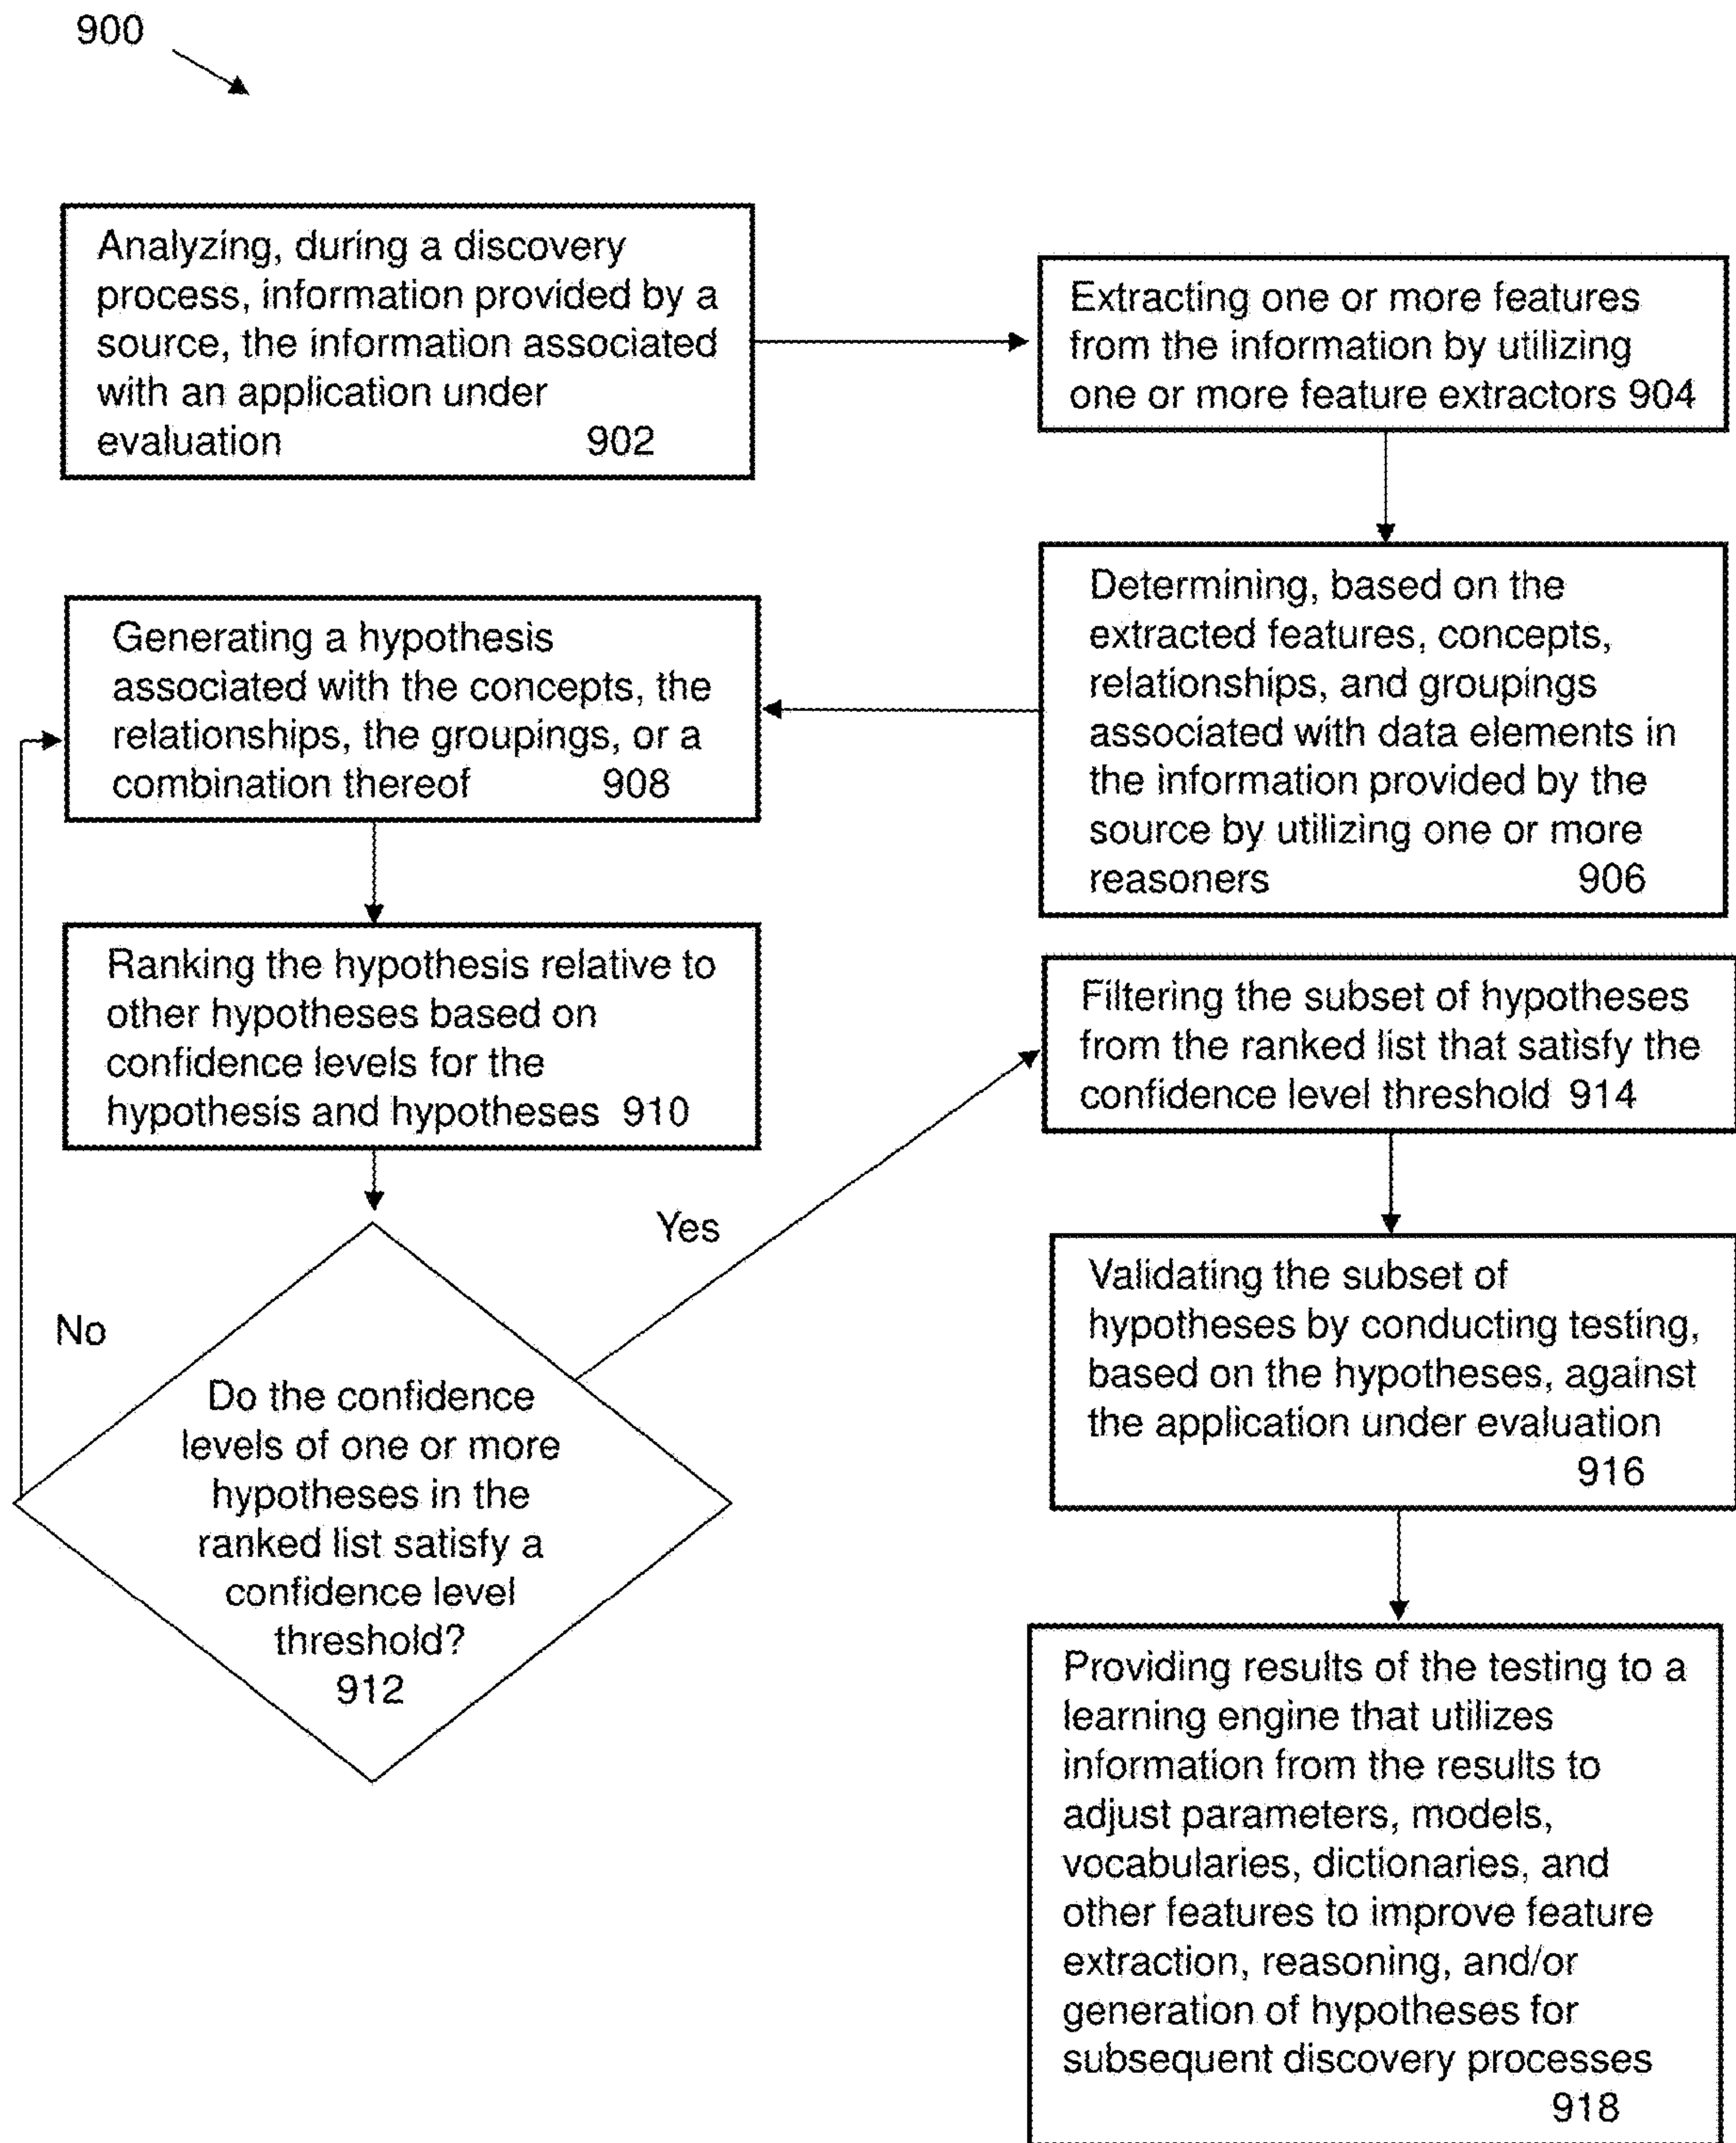 900
Analyzing, during a discovery
process, information provided by a
source, the information associated
with an application under
evaluation 902
Extracting one or more features
from the information by utilizing
one or more feature extractors 904
Determining, based on the
extracted features, concepts,
relationships, and groupings
associated with data elements in
the information provided by the
source by utilizing one or more
reasoners 906
Generating a hypothesis
associated with the concepts, the
relationships, the groupings, or a
combination thereof 908
Ranking the hypothesis relative to
other hypotheses based on
confidence levels for the
hypothesis and hypotheses 910
Do the confidence
levels of one or more
hypotheses in the
ranked list satisfy a
confidence level
threshold?
912
No
Yes
Filtering the subset of hypotheses
from the ranked list that satisfy the
confidence level threshold 914
Validating the subset of
hypotheses by conducting testing,
based on the hypotheses, against
the application under evaluation
916
Providing results of the testing to a
learning engine that utilizes
information from the results to
adjust parameters, models,
vocabularies, dictionaries, and
other features to improve feature
extraction, reasoning, and/or
generation of hypotheses for
subsequent discovery processes
918